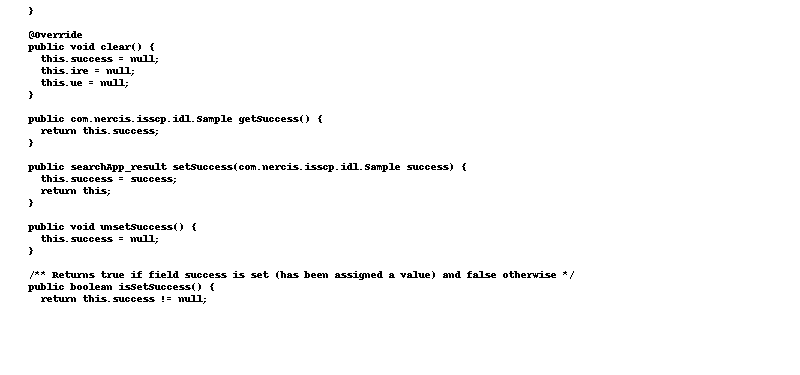 }

@Override
public void clear() {
  this.success = null;
  this.ire = null;
  this.ue = null;
}

public com.nercis.isscp.idl.Sample getSuccess() {
  return this.success;
}

public searchApp_result setSuccess(com.nercis.isscp.idl.Sample success) {
  this.success = success;
  return this;
}

public void unsetSuccess() {
  this.success = null;
}

/** Returns true if field success is set (has been assigned a value) and false otherwise */
public boolean isSetSuccess() {
  return this.success != null;